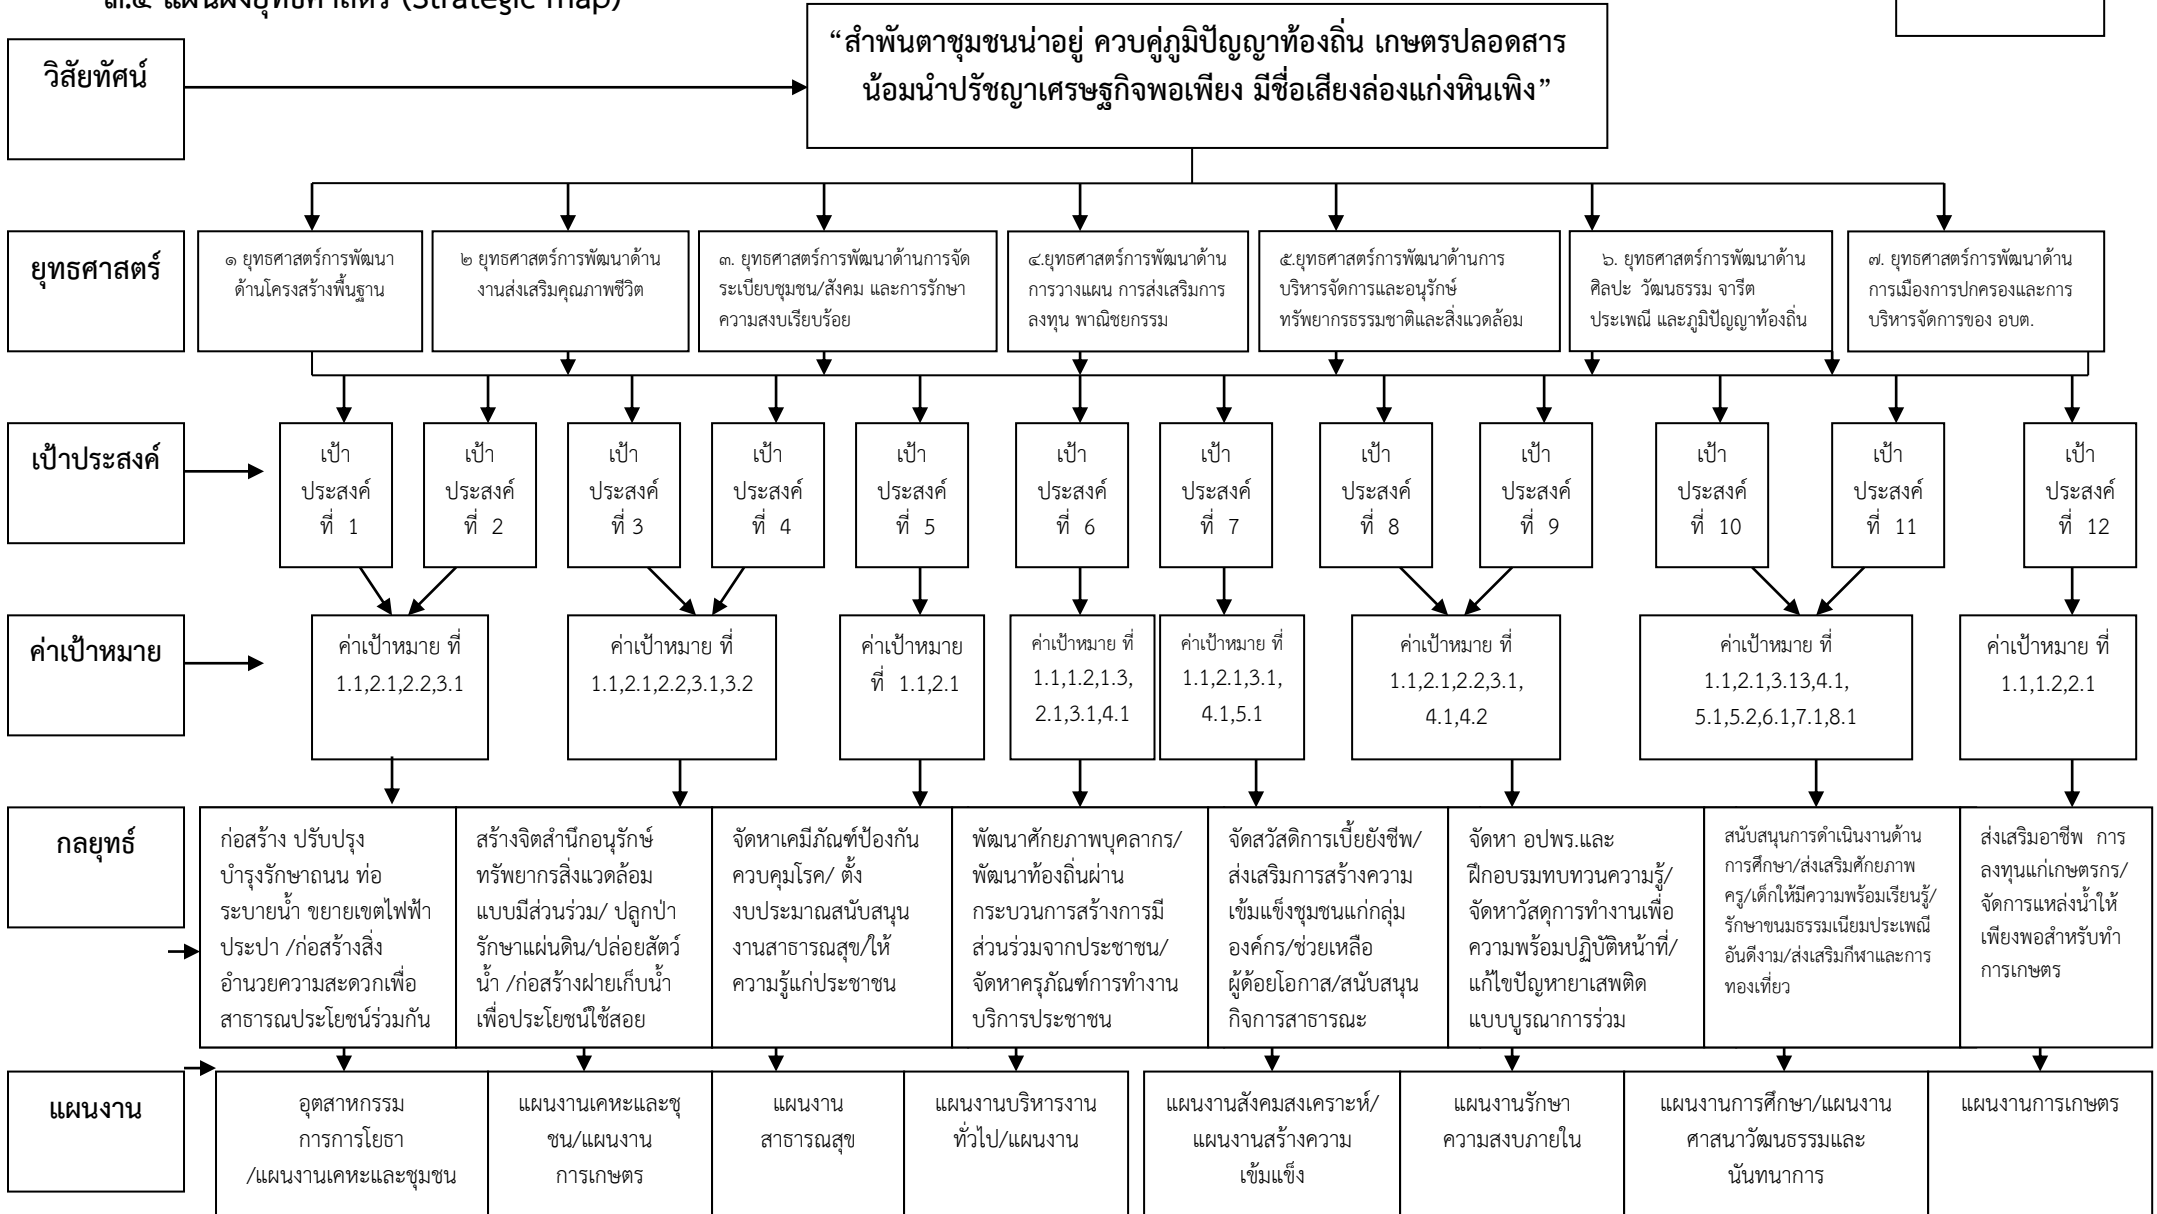 ๓.๔ แผนผังยุทธศาสตร์ (Strategic map)
วิสัยทัศน์
“สำพันตาชุมชนน่าอยู่ ควบคู่ภูมิปัญญาท้องถิ่น เกษตรปลอดสาร
น้อมนำปรัชญาเศรษฐกิจพอเพียง มีชื่อเสียงล่องแก่งหินเพิง”
ยุทธศาสตร์
๑ ยุทธศาสตร์การพัฒนา
ด้านโครงสร้างพื้นฐาน
๒ ยุทธศาสตร์การพัฒนาด้าน
งานส่งเสริมคุณภาพชีวิต
๓. ยุทธศาสตร์การพัฒนาด้านการจัด
ระเบียบชุมชน/สังคม และการรักษา
ความสงบเรียบร้อย
๔.ยุทธศาสตร์การพัฒนาด้าน
การวางแผน การส่งเสริมการ
ลงทุน พาณิชยกรรม
๕.ยุทธศาสตร์การพัฒนาด้านการ
บริหารจัดการและอนุรักษ์
ทรัพยากรธรรมชาติและสิ่งแวดล้อม
๖. ยุทธศาสตร์การพัฒนาด้าน
ศิลปะ วัฒนธรรม จารีต
ประเพณี และภูมิปัญญาท้องถิ่น
๗. ยุทธศาสตร์การพัฒนาด้าน
การเมืองการปกครองและการ
บริหารจัดการของ อบต.
เป้าประสงค์
เป้า
ประสงค์
ที่ 1
เป้า
ประสงค์
ที่ 2
เป้า
ประสงค์
ที่ 3
เป้า
ประสงค์
ที่ 4
เป้า
ประสงค์
ที่ 5
เป้า
ประสงค์
ที่ 6
เป้า
ประสงค์
ที่ 7
เป้า
ประสงค์
ที่ 8
เป้า
ประสงค์
ที่ 9
เป้า
ประสงค์
ที่ 10
เป้า
ประสงค์
ที่ 11
เป้า
ประสงค์
ที่ 12
ค่าเป้าหมาย
ค่าเป้าหมาย ที่
1.1,2.1,2.2,3.1
ค่าเป้าหมาย ที่
1.1,2.1,2.2,3.1,3.2
ค่าเป้าหมาย
ที่ 1.1,2.1
ค่าเป้าหมาย ที่
1.1,1.2,1.3,
2.1,3.1,4.1
ค่าเป้าหมาย ที่
1.1,2.1,3.1,
4.1,5.1
ค่าเป้าหมาย ที่
1.1,2.1,2.2,3.1,
4.1,4.2
ค่าเป้าหมาย ที่
1.1,2.1,3.13,4.1,
5.1,5.2,6.1,7.1,8.1
ค่าเป้าหมาย ที่
1.1,1.2,2.1
กลยุทธ์
ก่อสร้าง ปรับปรุง
บำรุงรักษาถนน ท่อ
ระบายน้ำ ขยายเขตไฟฟ้า
ประปา /ก่อสร้างสิ่ง
อำนวยความสะดวกเพื่อ
สาธารณประโยชน์ร่วมกัน
สร้างจิตสำนึกอนุรักษ์
ทรัพยากรสิ่งแวดล้อม
แบบมีส่วนร่วม/ ปลูกป่า
รักษาแผ่นดิน/ปล่อยสัตว์
น้ำ /ก่อสร้างฝายเก็บน้ำ
เพื่อประโยชน์ใช้สอย
จัดหาเคมีภัณฑ์ป้องกัน
ควบคุมโรค/ ตั้ง
งบประมาณสนับสนุน
งานสาธารณสุข/ให้
ความรู้แก่ประชาชน
พัฒนาศักยภาพบุคลากร/
พัฒนาท้องถิ่นผ่าน
กระบวนการสร้างการมี
ส่วนร่วมจากประชาชน/
จัดหาครุภัณฑ์การทำงาน
บริการประชาชน
จัดสวัสดิการเบี้ยยังชีพ/
ส่งเสริมการสร้างความ
เข้มแข็งชุมชนแก่กลุ่ม
องค์กร/ช่วยเหลือ
ผู้ด้อยโอกาส/สนับสนุน
กิจการสาธารณะ
จัดหา อปพร.และ
ฝึกอบรมทบทวนความรู้/
จัดหาวัสดุการทำงานเพื่อ
ความพร้อมปฏิบัติหน้าที่/
แก้ไขปัญหายาเสพติด
แบบบูรณาการร่วม
สนับสนุนการดำเนินงานด้าน
การศึกษา/ส่งเสริมศักยภาพ
ครู/เด็กให้มีความพร้อมเรียนรู้/
รักษาขนมธรรมเนียมประเพณี
อันดีงาม/ส่งเสริมกีฬาและการ
ทองเที่ยว
ส่งเสริมอาชีพ การ
ลงทุนแก่เกษตรกร/
จัดการแหล่งน้ำให้
เพียงพอสำหรับทำ
การเกษตร
แผนงาน
อุตสาหกรรม
การการโยธา
/แผนงานเคหะและชุมชน
แผนงานเคหะและชุ
ชน/แผนงาน
การเกษตร
แผนงาน
สาธารณสุข
แผนงานบริหารงาน
ทั่วไป/แผนงาน
แผนงานสังคมสงเคราะห์/
แผนงานสร้างความ
เข้มแข็ง
แผนงานรักษา
ความสงบภายใน
แผนงานการศึกษา/แผนงาน
ศาสนาวัฒนธรรมและ
นันทนาการ
แผนงานการเกษตร